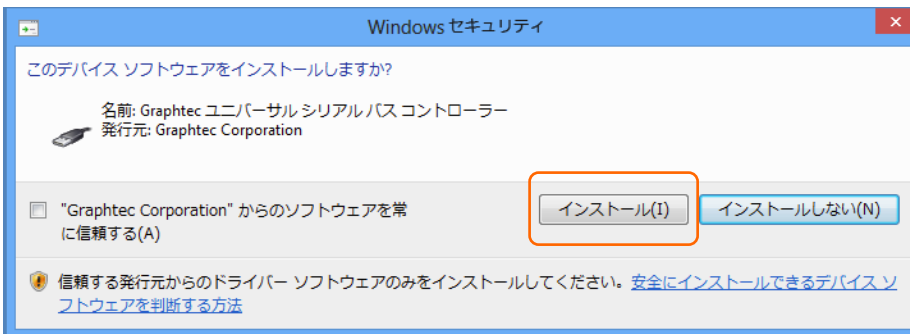 Windows セキュリティ
このデバイス ソフトウェアをインストールしますか?
名前: Graphtec ユニバーサル シリアル バス コントローラー
発行元: Graphtec Corporation
"Graphtec Corporation" からのソフトウェアを常
に信頼する(A)
インストール(I)
インストールしない(N)
信頼する発行元からのドライバー ソフトウェアのみをインストールしてください。安全にインストールできるデバイス ソ
フトウェアを判断する方法